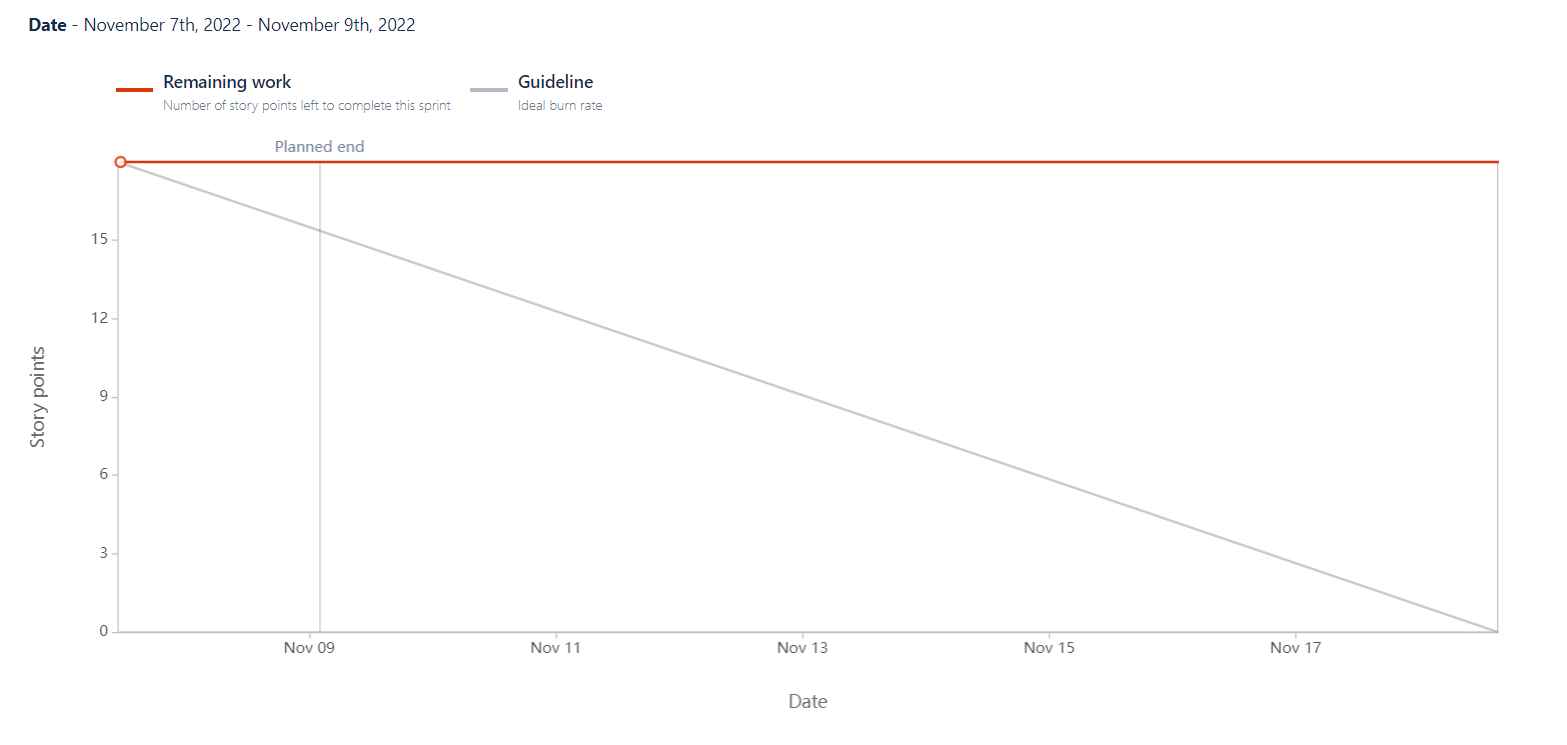 Date - November 7th, 2022 - November 9th, 2022
Remaining work
Number of story points left to complete this sprint
Guideline
Ideal burn rate
Planned end
15
12
9
6
3
0
Story points
Nov 09
Nov 11
Nov 13
Nov 15
Nov 17
Date